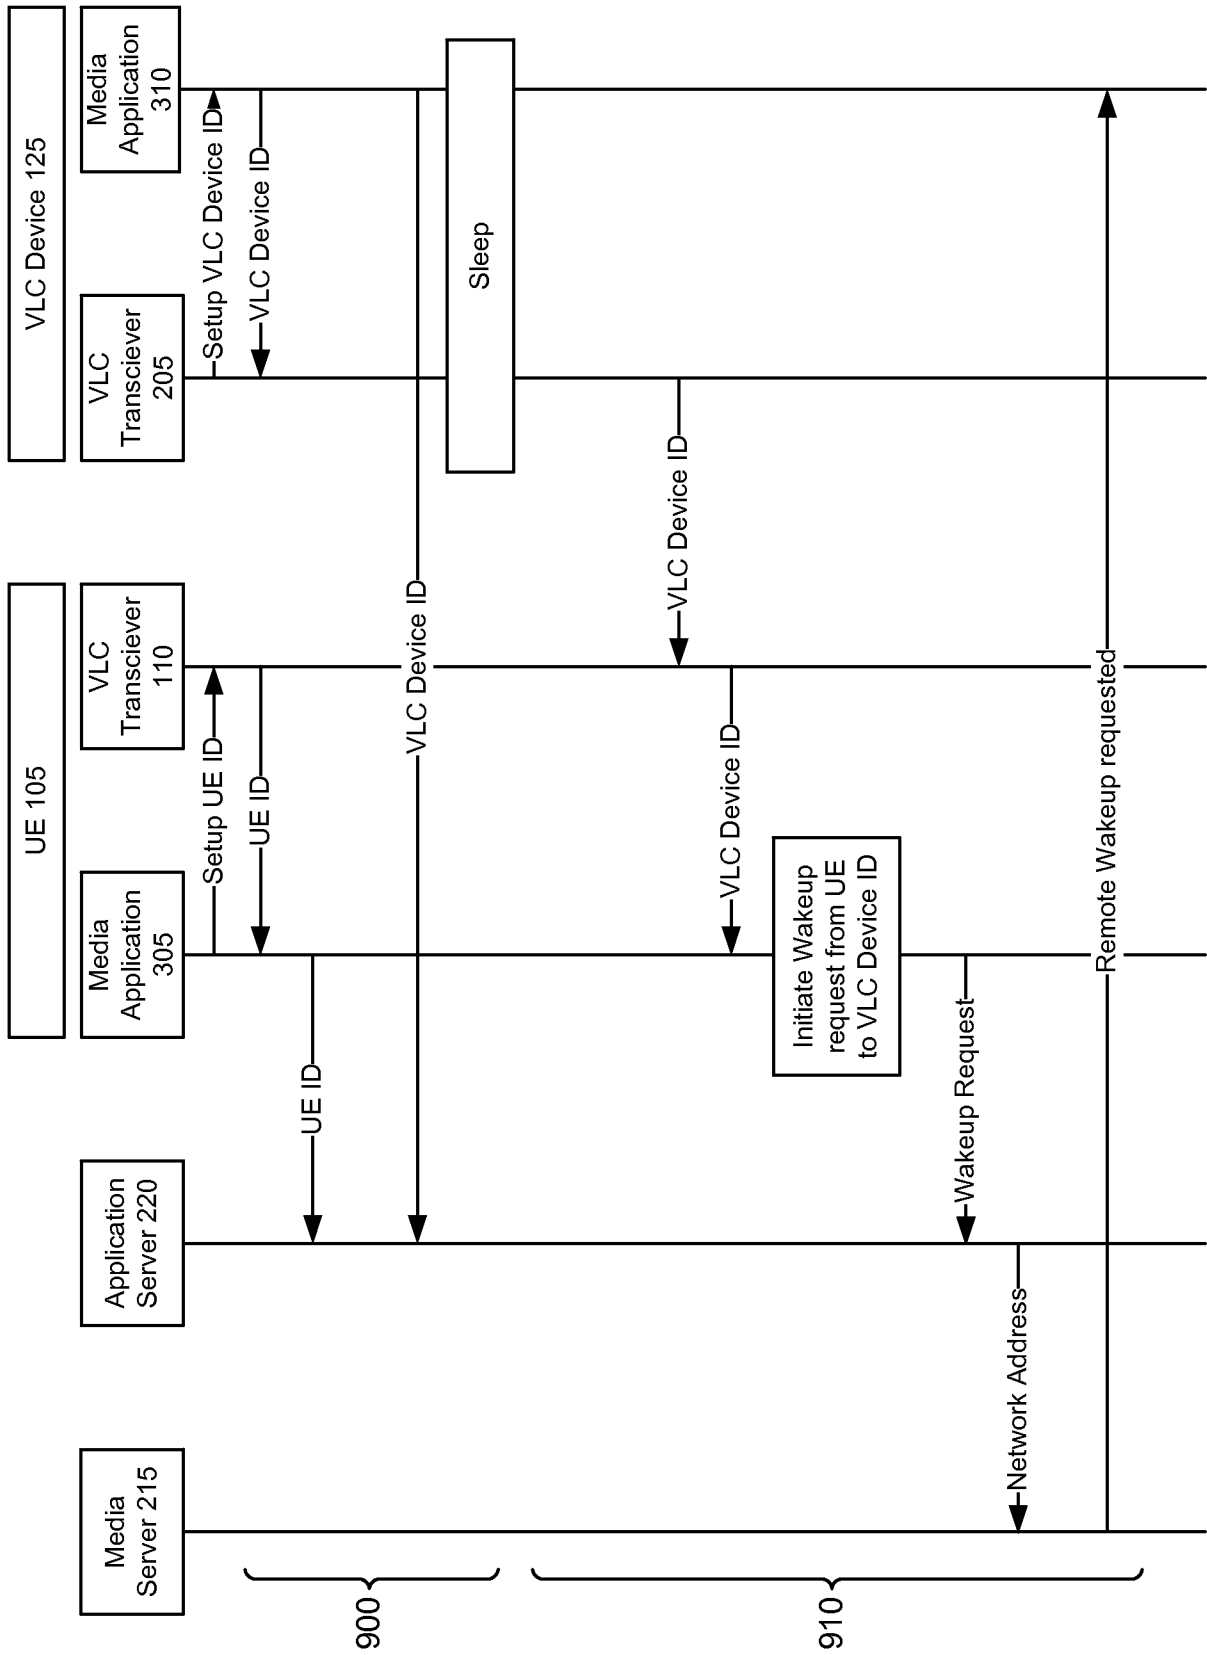 UE 105
VLC Device 125
Media
Server 215
Application
Server 220
Media
Application
305
VLC
Transciever
110
VLC
Transciever
205
Media
Application
310
Setup UE ID
Setup VLC Device ID
UE ID
VLC Device ID
UE ID
VLC Device ID
900
Sleep
VLC Device ID
VLC Device ID
Initiate Wakeup
request from UE
to VLC Device ID
910
Wakeup Request
Network Address
Remote Wakeup requested